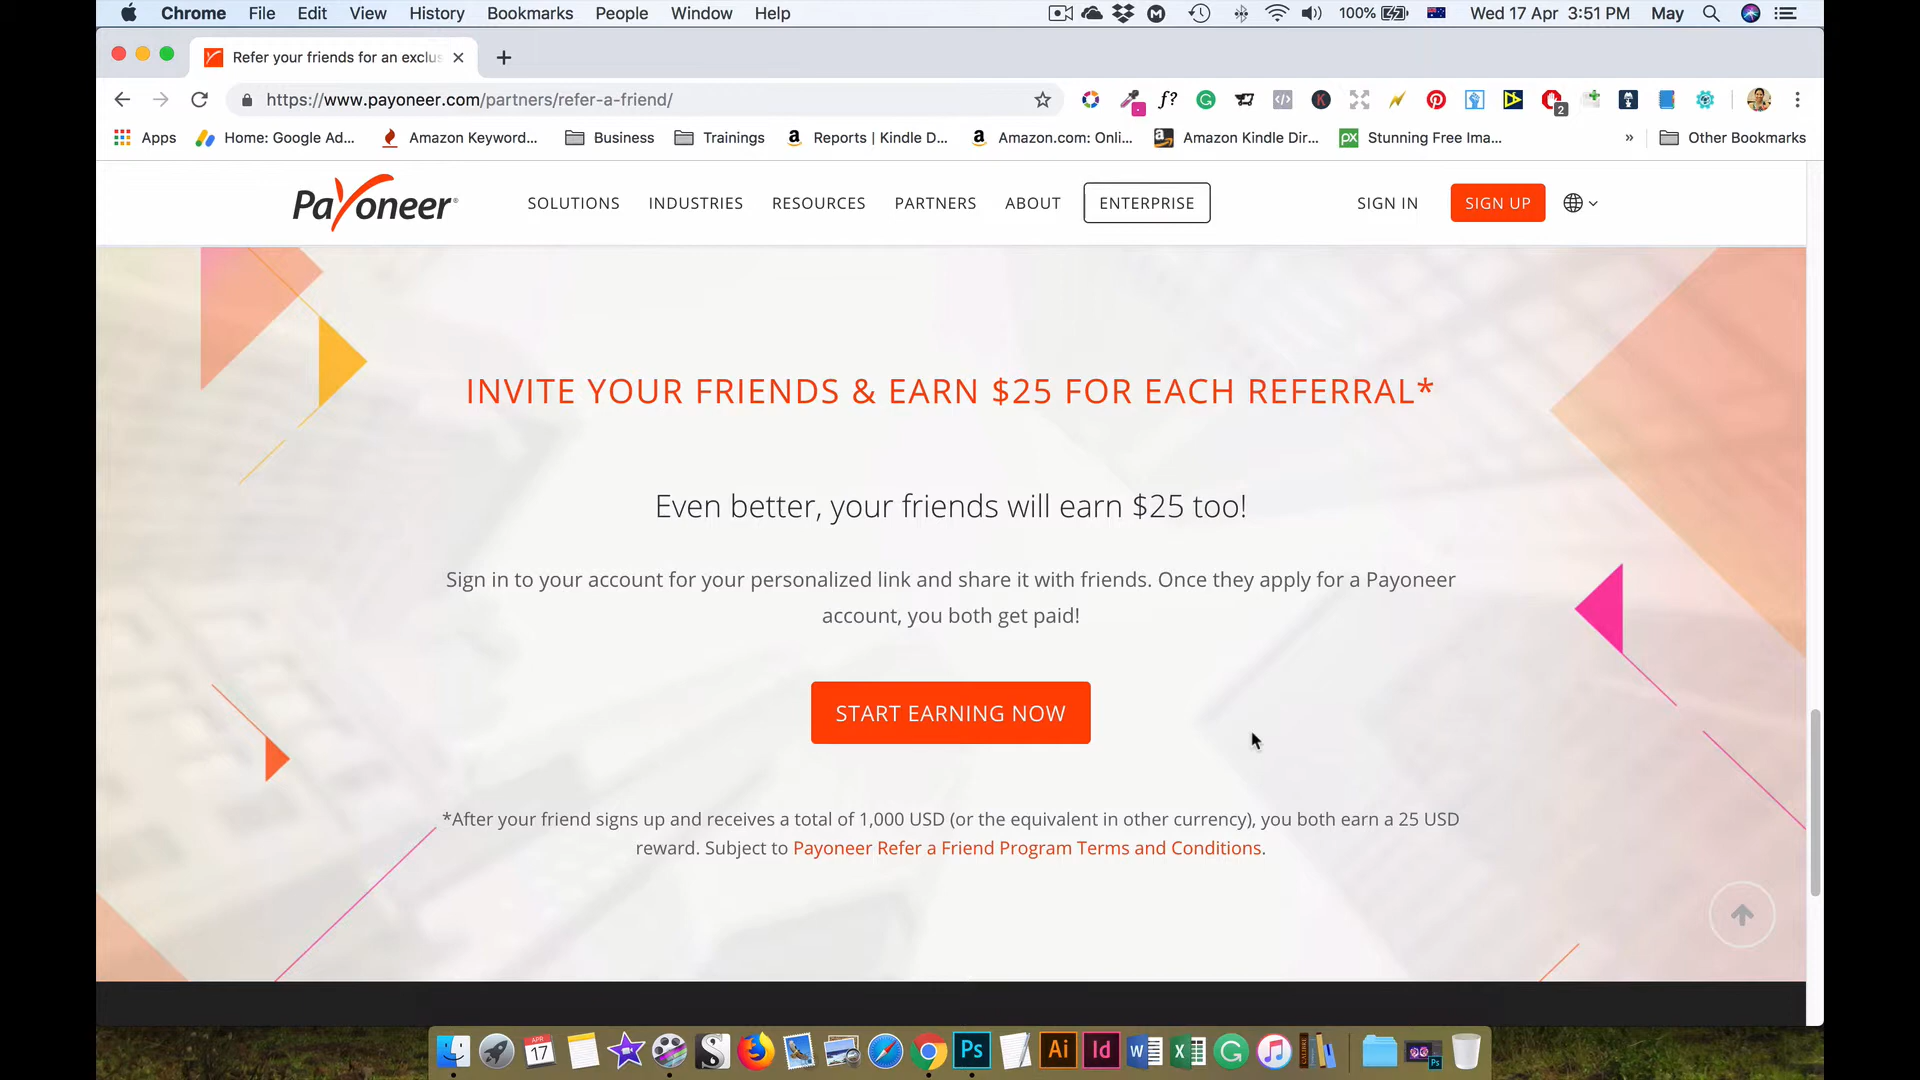 Chrome File Edit View History Bookmarks People Window Help 100% Wed 17 Apr 3:51 PM May
Refer your friends for an exclus
https://www.payoneer.com/partners/refer-a-friend/
f? 2
Apps Home: Google Ad... Amazon Keyword... Business Trainings Reports | Kindle D... Amazon.com: Onli... Amazon Kindle Dir... Stunning Free Ima... » Other Bookmarks
Payoneer SOLUTIONS INDUSTRIES RESOURCES PARTNERS ABOUT ENTERPRISE SIGN IN SIGN UP
INVITE YOUR FRIENDS & EARN $25 FOR EACH REFERRAL*
Even better, your friends will earn $25 too!
Sign in to your account for your personalized link and share it with friends. Once they apply for a Payoneer
account, you both get paid!
START EARNING NOW
*After your friend signs up and receives a total of 1,000 USD (or the equivalent in other currency), you both earn a 25 USD
reward. Subject to Payoneer Refer a Friend Program Terms and Conditions.
APR 17 Ps Ai Id